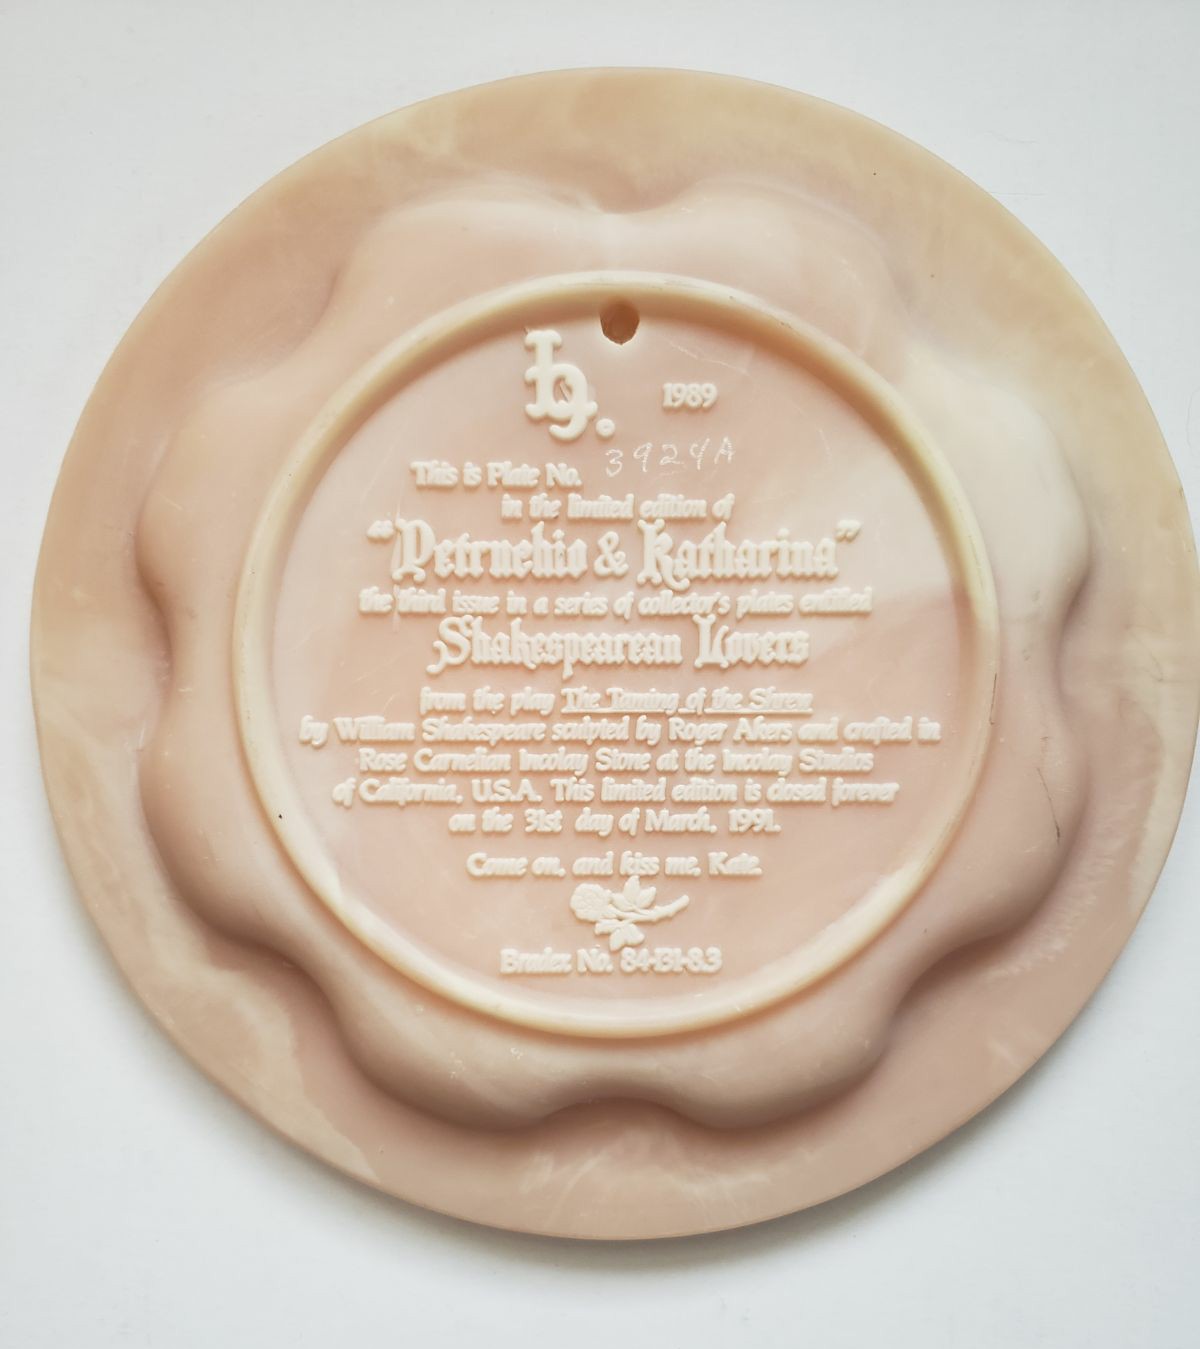 1989
This is Plate No. 3924A
in the limited edition of
“Petruchio & Katharina”
the third issue in a series of collector's plates entitled
Shakespearean Lovers
from the play The Taming of the Shrew
by William Shakespeare sculpted by Roger Akers and crafted in
Rose Carnelian Incolay Stone at the Incolay Studios
of California, U.S.A. This limited edition is closed forever
on the 31st day of March, 1991.
Come on, and kiss me, Kate.
Bradex No. 84-I31-8.3